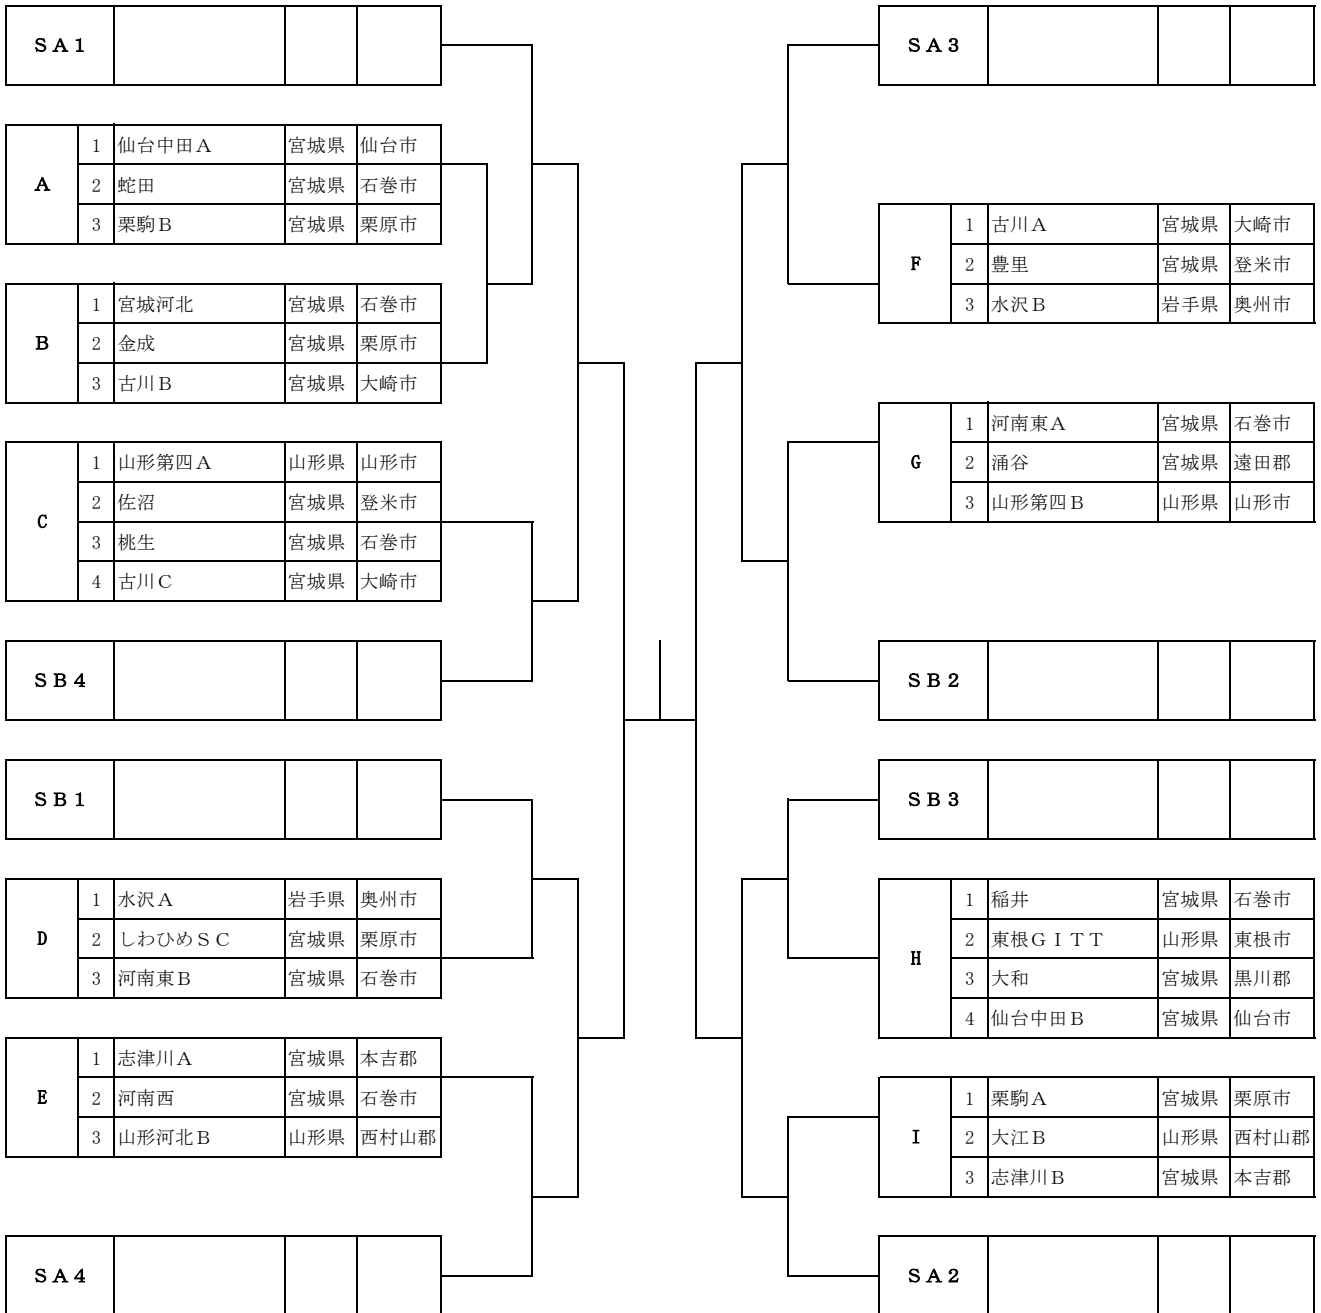 ＳＡ１
Ａ
1 仙台中田Ａ 宮城県 仙台市
2 蛇田 宮城県 石巻市
3 栗駒Ｂ 宮城県 栗原市
Ｂ
1 宮城河北 宮城県 石巻市
2 金成 宮城県 栗原市
3 古川Ｂ 宮城県 大崎市
Ｃ
1 山形第四Ａ 山形県 山形市
2 佐沼 宮城県 登米市
3 桃生 宮城県 石巻市
4 古川Ｃ 宮城県 大崎市
ＳＢ４
ＳＢ１
Ｄ
1 水沢Ａ 岩手県 奥州市
2 しわひめＳＣ 宮城県 栗原市
3 河南東Ｂ 宮城県 石巻市
Ｅ
1 志津川Ａ 宮城県 本吉郡
2 河南西 宮城県 石巻市
3 山形河北Ｂ 山形県 西村山郡
ＳＡ４
ＳＡ３
Ｆ
1 古川Ａ 宮城県 大崎市
2 豊里 宮城県 登米市
3 水沢Ｂ 岩手県 奥州市
Ｇ
1 河南東Ａ 宮城県 石巻市
2 涌谷 宮城県 遠田郡
3 山形第四Ｂ 山形県 山形市
ＳＢ２
ＳＢ３
Ｈ
1 稲井 宮城県 石巻市
2 東根ＧＩＴＴ 山形県 東根市
3 大和 宮城県 黒川郡
4 仙台中田Ｂ 宮城県 仙台市
Ｉ
1 栗駒Ａ 宮城県 栗原市
2 大江Ｂ 山形県 西村山郡
3 志津川Ｂ 宮城県 本吉郡
ＳＡ２